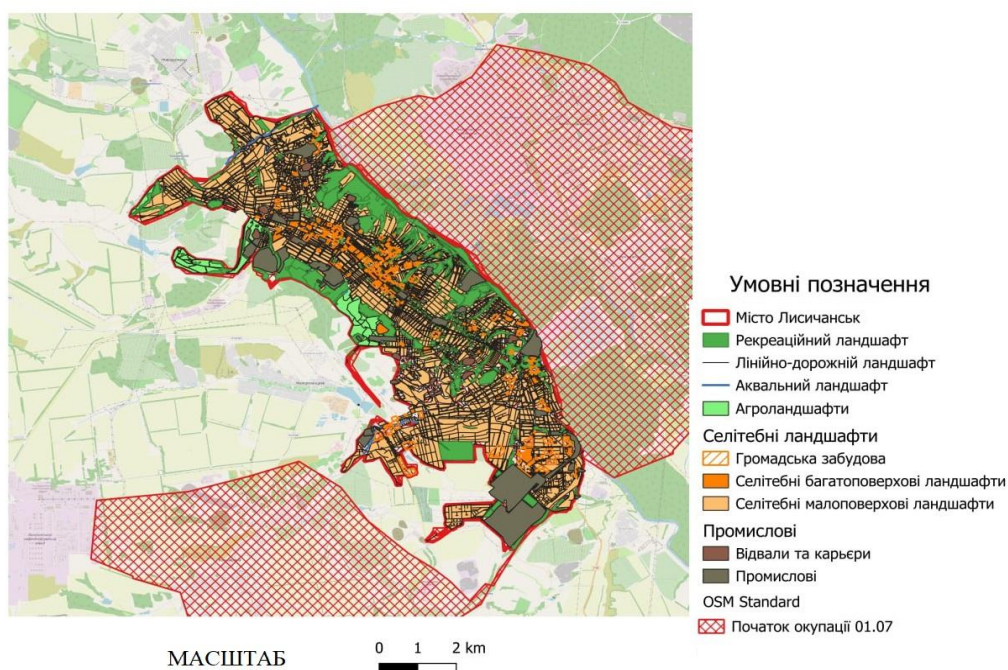 Умовні позначення
Місто Лисичанськ
Рекреаційний ландшафт
Лінійно-дорожній ландшафт
Аквальний ландшафт
Агроландшафти
Селітебні ландшафти
Громадська забудова
Селітебні багатоповерхові ландшафти
Селітебні малоповерхові ландшафти
Промислові
Відвали та карьєри
Промислові
OSM Standard
Початок окупації 01.07
МАСШТАБ
0 1 2 km